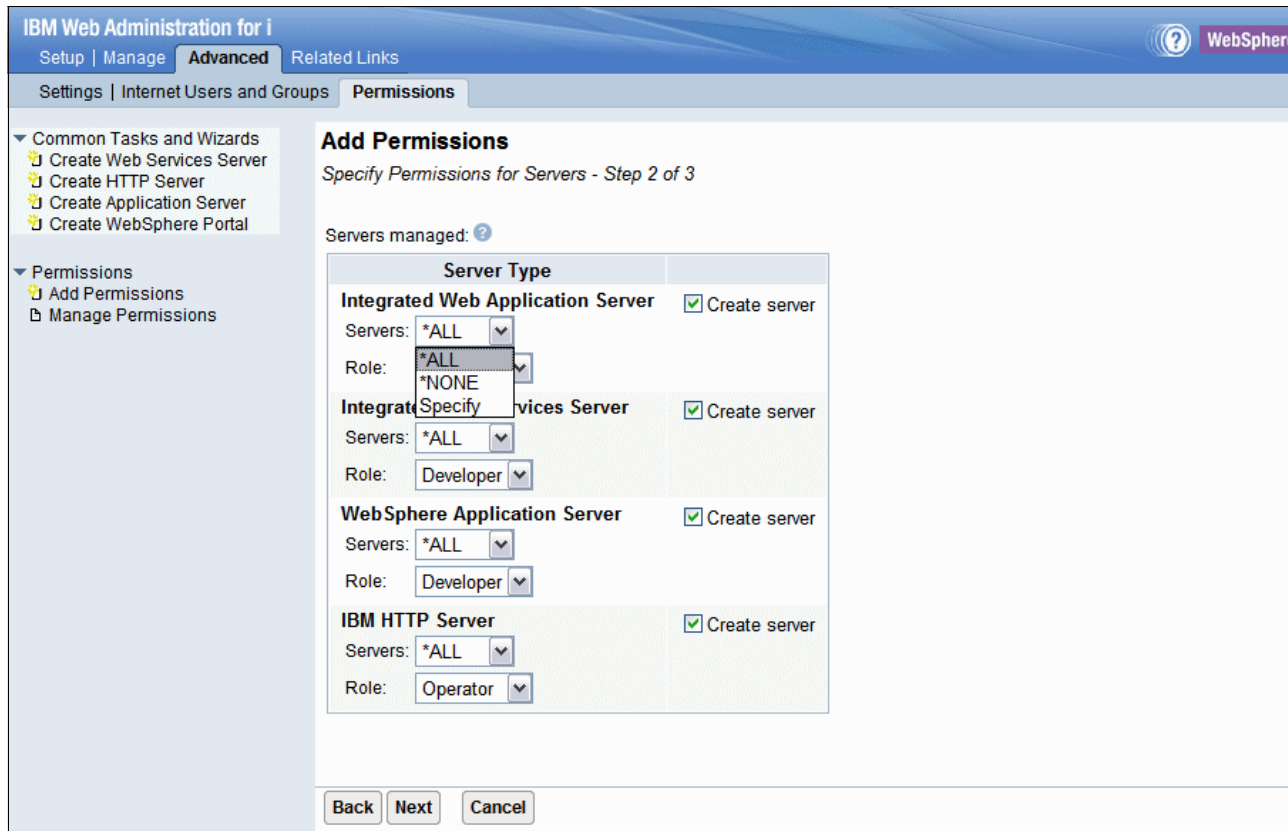 IBM Web Administration for i
Setup | Manage Advanced Related Links
WebSphere
Settings | Internet Users and Groups Permissions
Common Tasks and Wizards
Create Web Services Server
Create HTTP Server
Create Application Server
Create WebSphere Portal
Permissions
Add Permissions
Manage Permissions
Add Permissions
Specify Permissions for Servers - Step 2 of 3
Servers managed: ?
Server Type
Integrated Web Application Server Create server
Servers: *ALL
*ALL
*NONE
Specify
Role:
Integrate vices Server Create server
Servers: *ALL
Role: Developer
WebSphere Application Server Create server
Servers: *ALL
Role: Developer
IBM HTTP Server Create server
Servers: *ALL
Role: Operator
Back Next Cancel